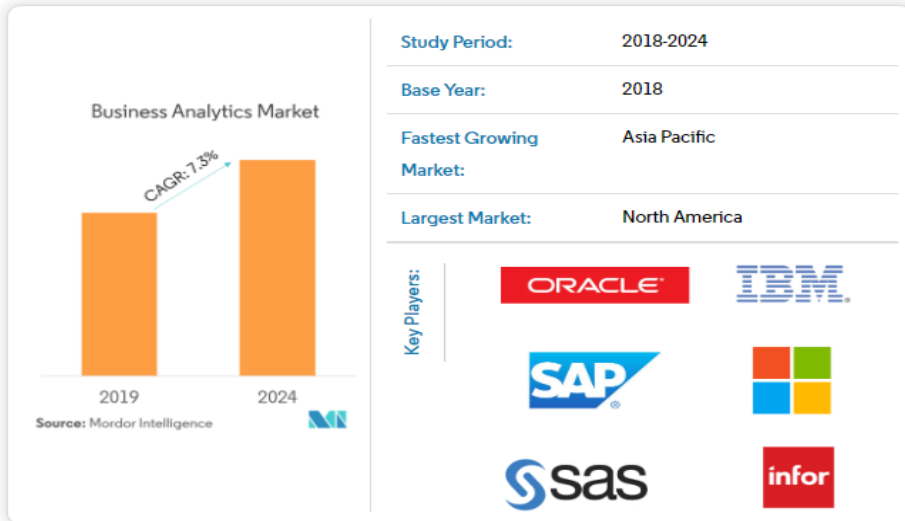 Business Analytics Market
CAGR: 7.3%
2019
2024
Source: Mordor Intelligence
Study Period: 2018-2024
Base Year: 2018
Fastest Growing Asia Pacific
Market:
Largest Market: North America
Key Players:
ORACLE
IBM
SAP
sas
infor